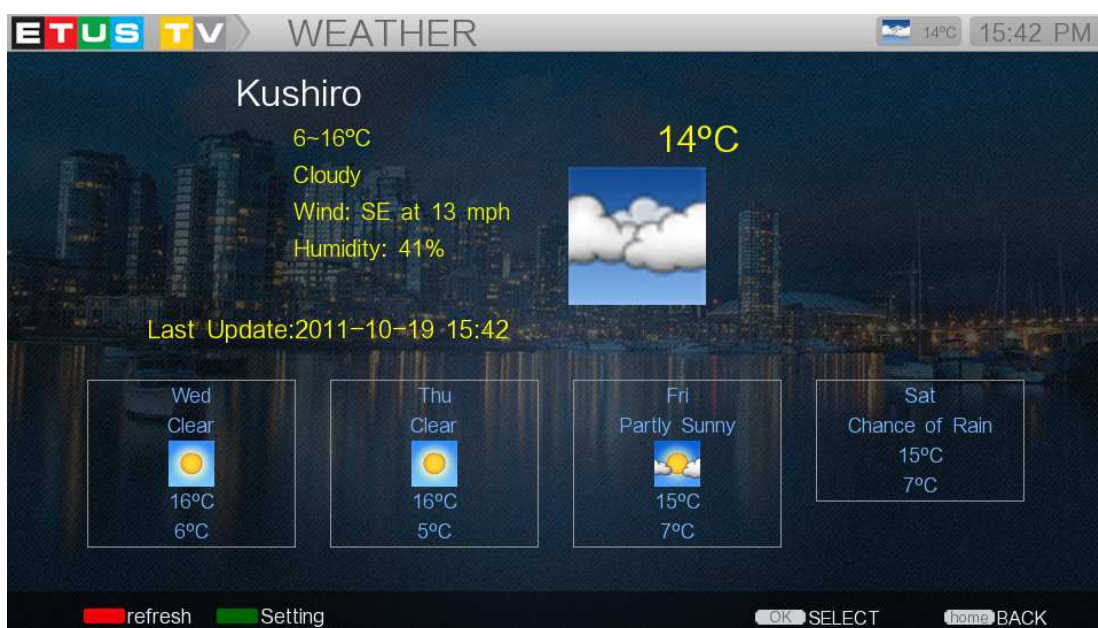 ETUS TV WEATHER 14ºC 15:42 PM
Kushiro
6~16ºC
14ºC
Cloudy
Wind: SE at 13 mph
Humidity: 41%
Last Update:2011-10-19 15:42
Wed
Clear
16ºC
6ºC
Thu
Clear
16ºC
5ºC
Fri
Partly Sunny
15ºC
7ºC
Sat
Chance of Rain
15ºC
7ºC
refresh Setting OK SELECT home BACK